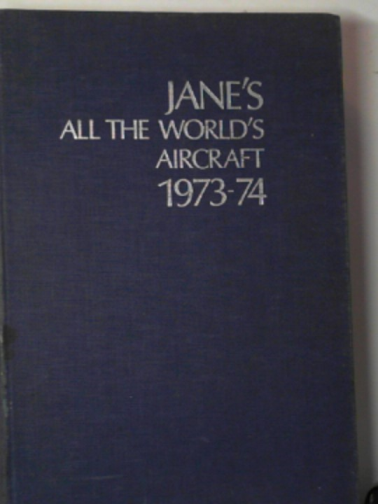 JANE'S
ALL THE WORLD'S
AIRCRAFT
1973-74